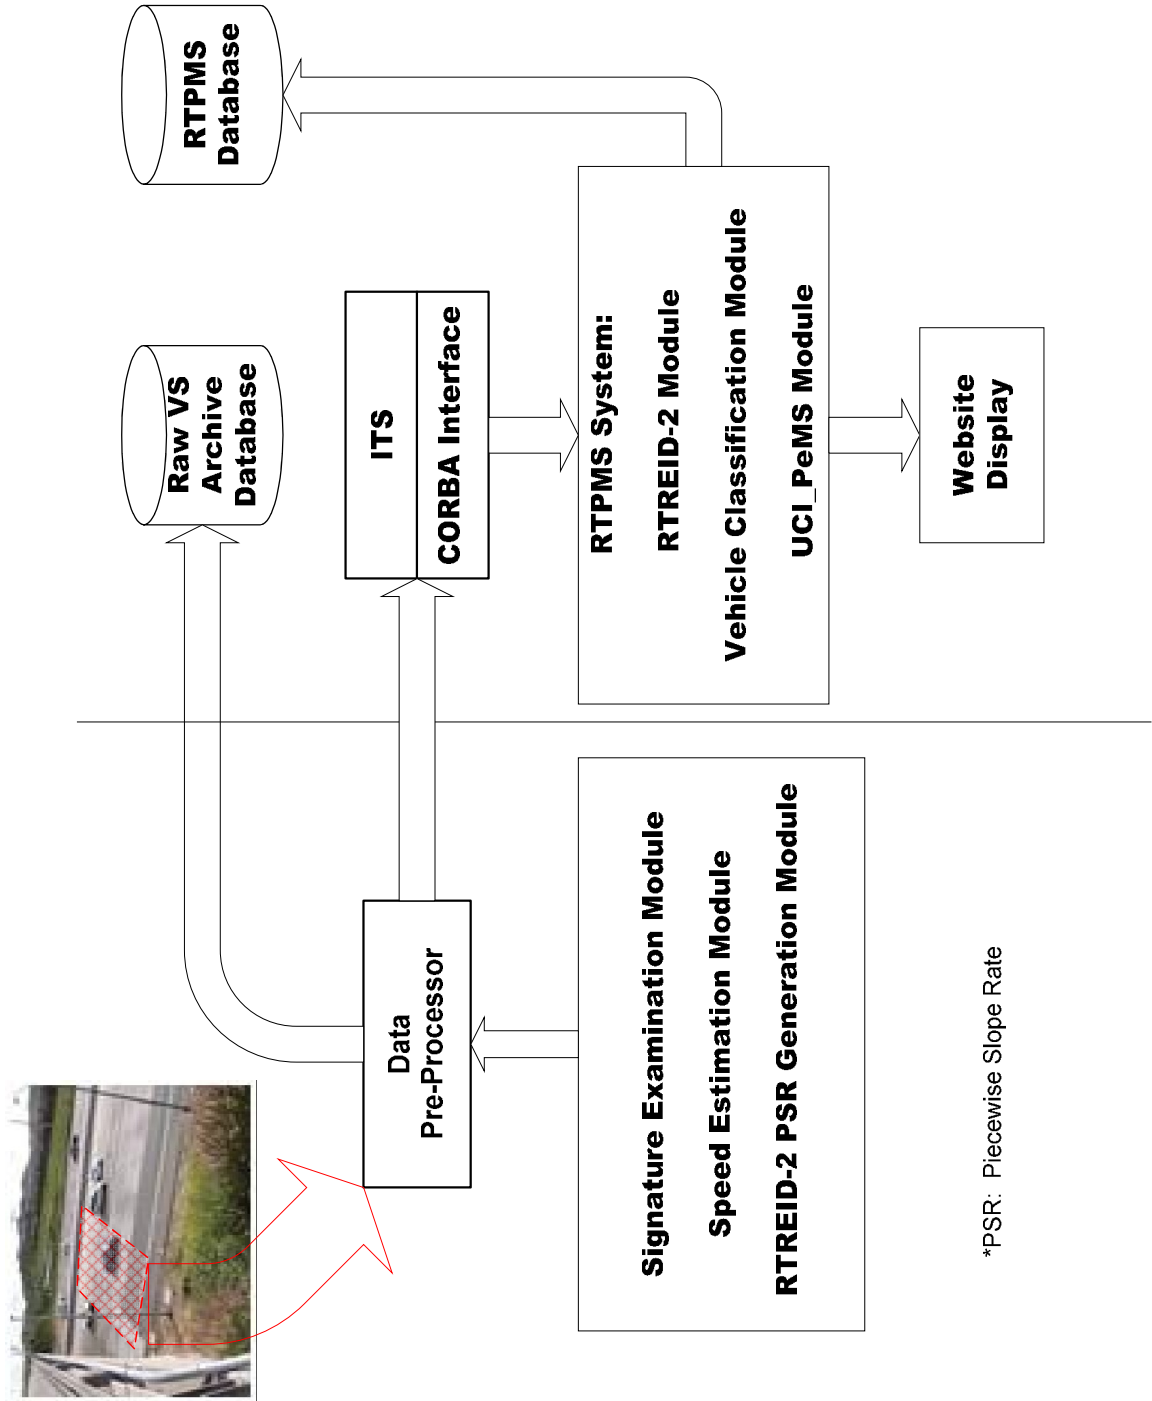 Data
Pre-Processor
Signature Examination Module
Speed Estimation Module
RTREID-2 PSR Generation Module
*PSR: Piecewise Slope Rate
Raw VS
Archive
Database
RTPMS
Database
ITS
CORBA Interface
RTPMS System:
RTREID-2 Module
Vehicle Classification Module
UCI_PeMS Module
Website
Display